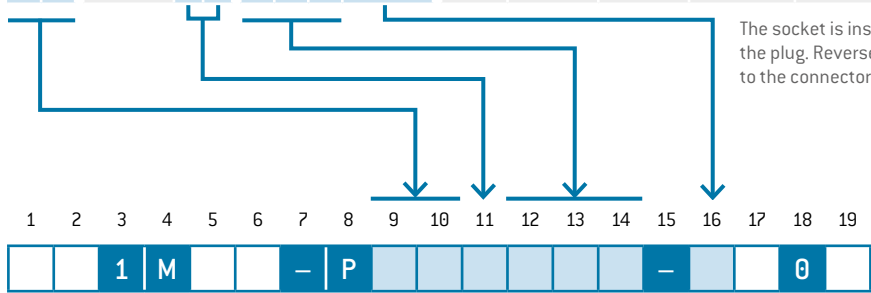 The socket is ins
the plug. Reverse
to the connector
1 2 3 4 5 6 7 8 9 10 11 12 13 14 15 16 17 18 19
1 M – P – 0